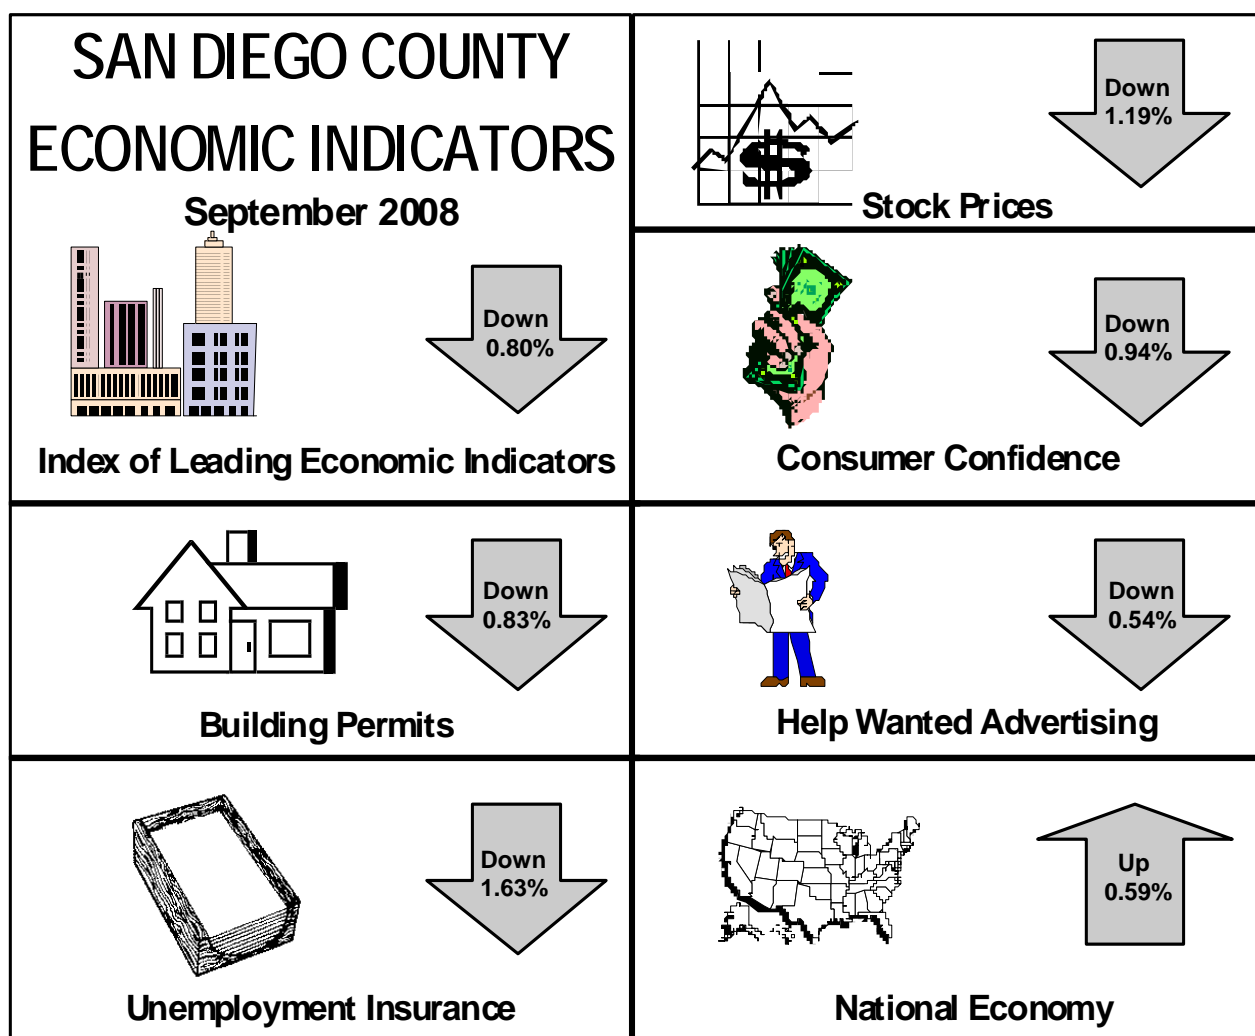 SAN DIEGO COUNTY
ECONOMIC INDICATORS
September 2008
Down
0.80%
Index of Leading Economic Indicators
Down
1.19%
$
Stock Prices
Down
0.94%
Consumer Confidence
Down
0.83%
Building Permits
Down
0.54%
Help Wanted Advertising
Down
1.63%
Unemployment Insurance
Up
0.59%
National Economy